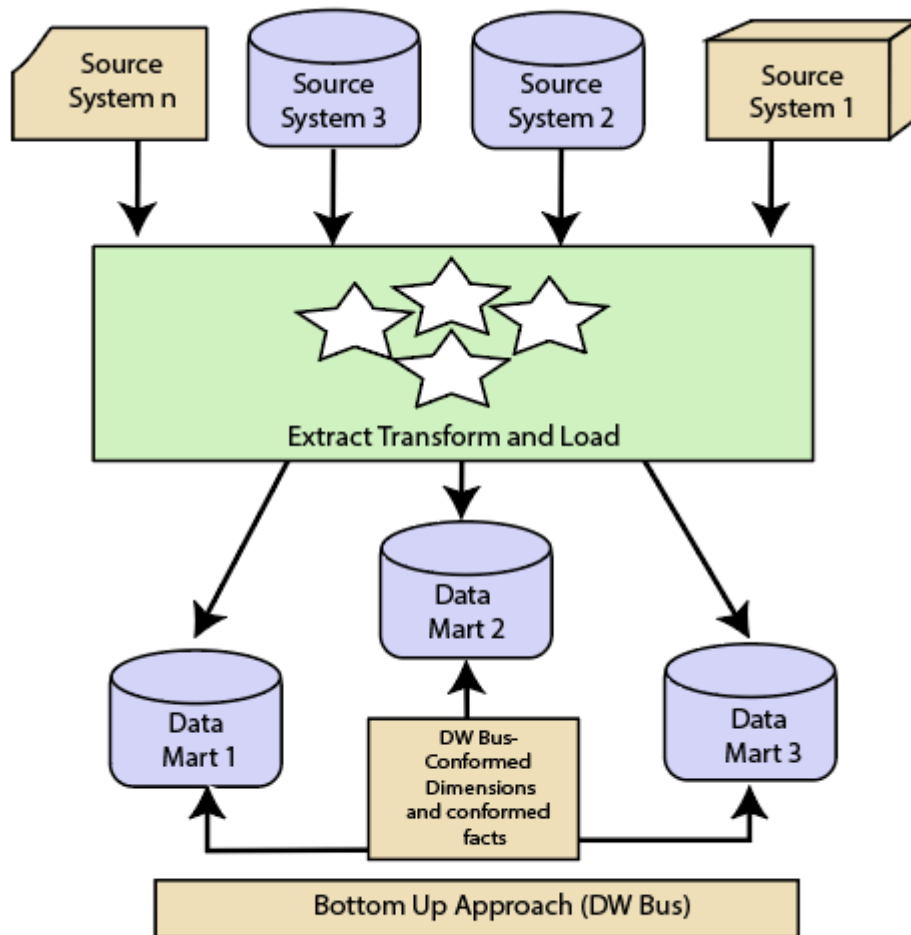 Source
System n
Source
System 3
Source
System 2
Source
System 1
Extract Transform and Load
Data
Mart 2
Data
Mart 1
Data
Mart 3
DW Bus-
Conformed
Dimensions
and conformed
facts
Bottom Up Approach (DW Bus)